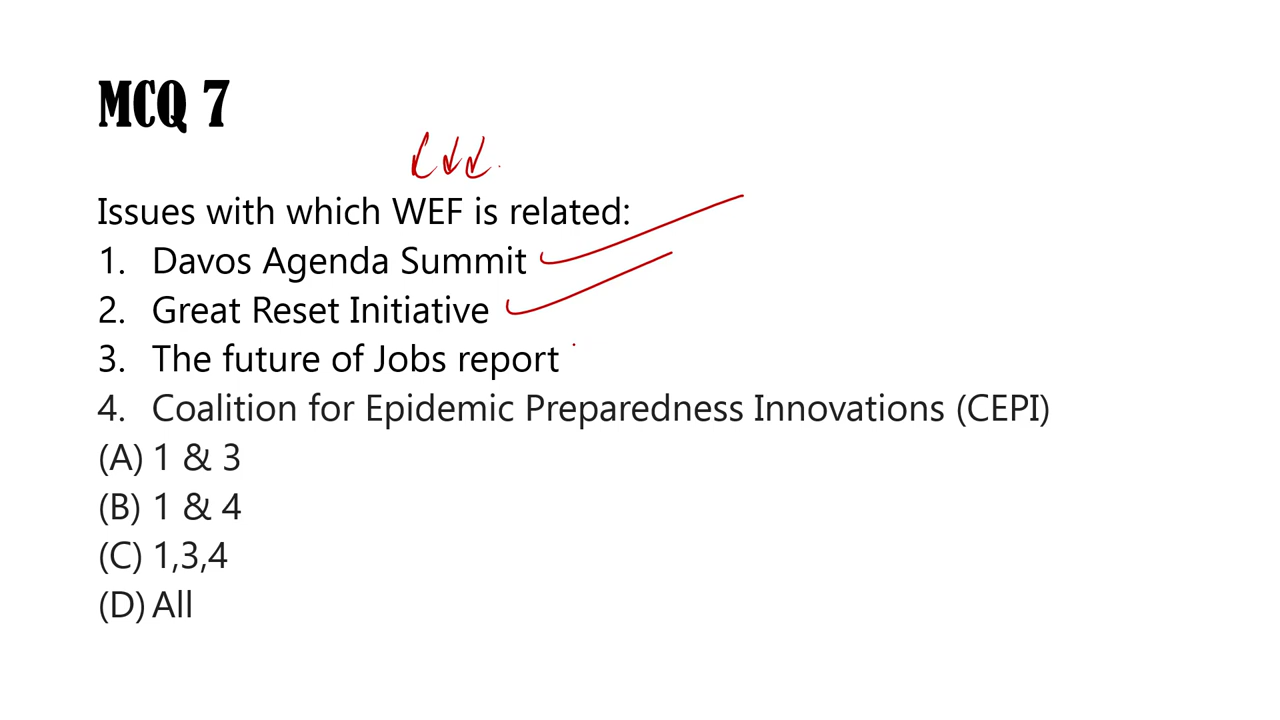 MCQ 7
Issues with which WEF is related:
1. Davos Agenda Summit
2. Great Reset Initiative
3. The future of Jobs report
4. Coalition for Epidemic Preparedness Innovations (CEPI)
(A) 1 & 3
(B) 1 & 4
(C) 1,3,4
(D) All